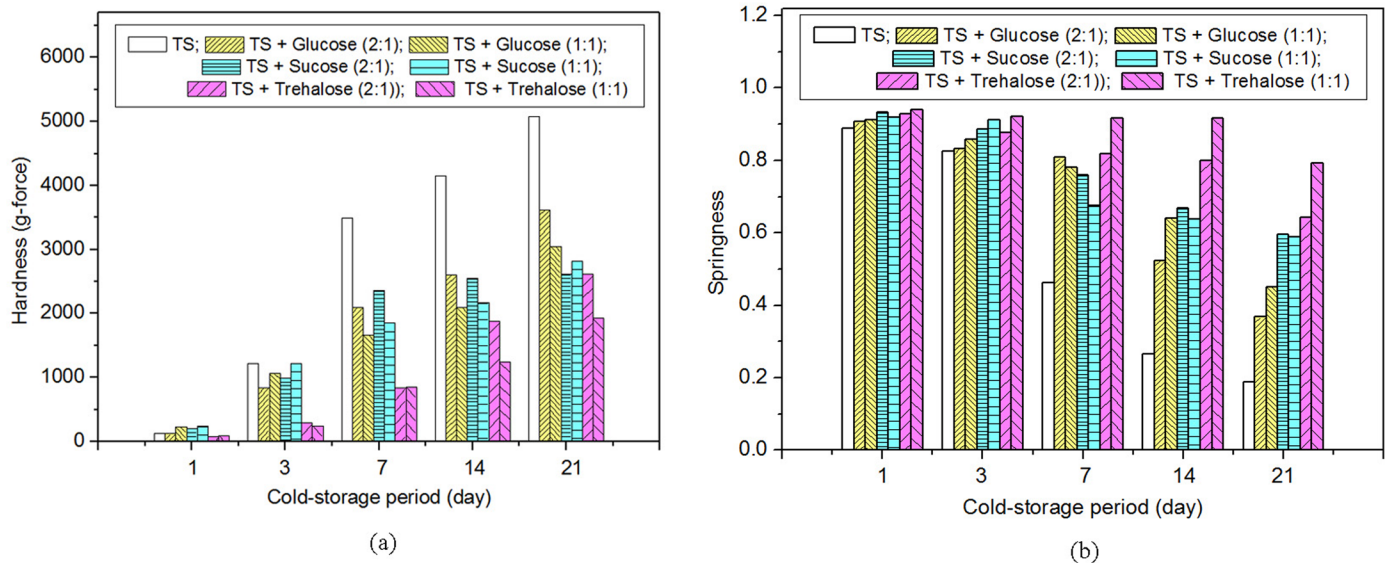 TS; TS + Glucose (2:1); TS + Glucose (1:1);
TS + Sucose (2:1); TS + Sucose (1:1);
TS + Trehalose (2:1)); TS + Trehalose (1:1)
Hardness (g-force)
6000
5000
4000
3000
2000
1000
0
1 3 7 14 21
Cold-storage period (day)
(a)
TS; TS + Glucose (2:1); TS + Glucose (1:1);
TS + Sucose (2:1); TS + Sucose (1:1);
TS + Trehalose (2:1)); TS + Trehalose (1:1)
Springness
1.2
1.0
0.8
0.6
0.4
0.2
0.0
1 3 7 14 21
Cold-storage period (day)
(b)